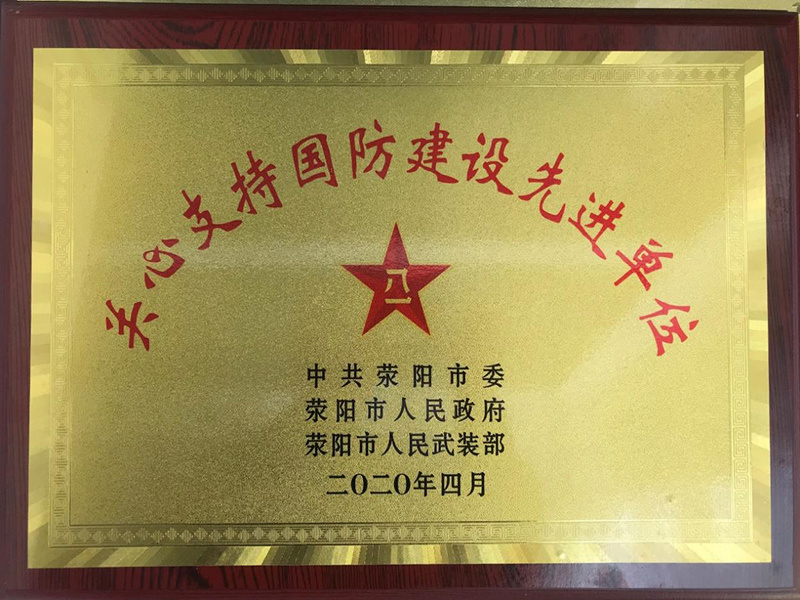 关心支持国防建设先进单位
八一
中共荥阳市委
荥阳市人民政府
荥阳市人民武装部
二〇二〇年四月